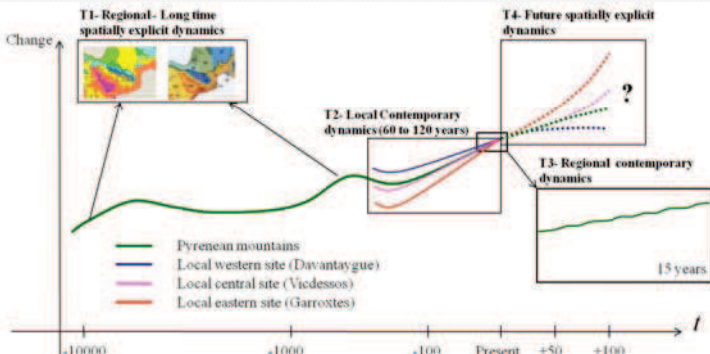 T1- Regional - Long time
spatially explicit dynamics
T4- Future spatially explicit
dynamics
Change
?
T2- Local Contemporary
dynamics (60 to 120 years)
T3- Regional contemporary
dynamics
15 years
Pyrenean mountains
Local western site (Davantaygue)
Local central site (Vicdessos)
Local eastern site (Garroxtes)
t
-10000
-1000
-100
Present
+50
+100